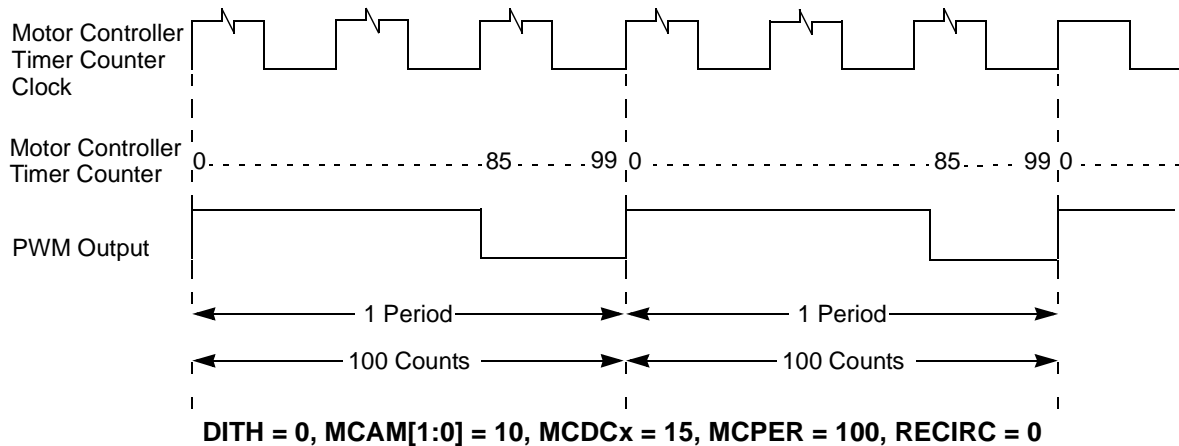 Motor Controller
Timer Counter
Clock
Motor Controller
Timer Counter
0 85 99 0 85 99 0
PWM Output
1 Period 1 Period
100 Counts 100 Counts
DITH = 0, MCAM[1:0] = 10, MCDCx = 15, MCPER = 100, RECIRC = 0